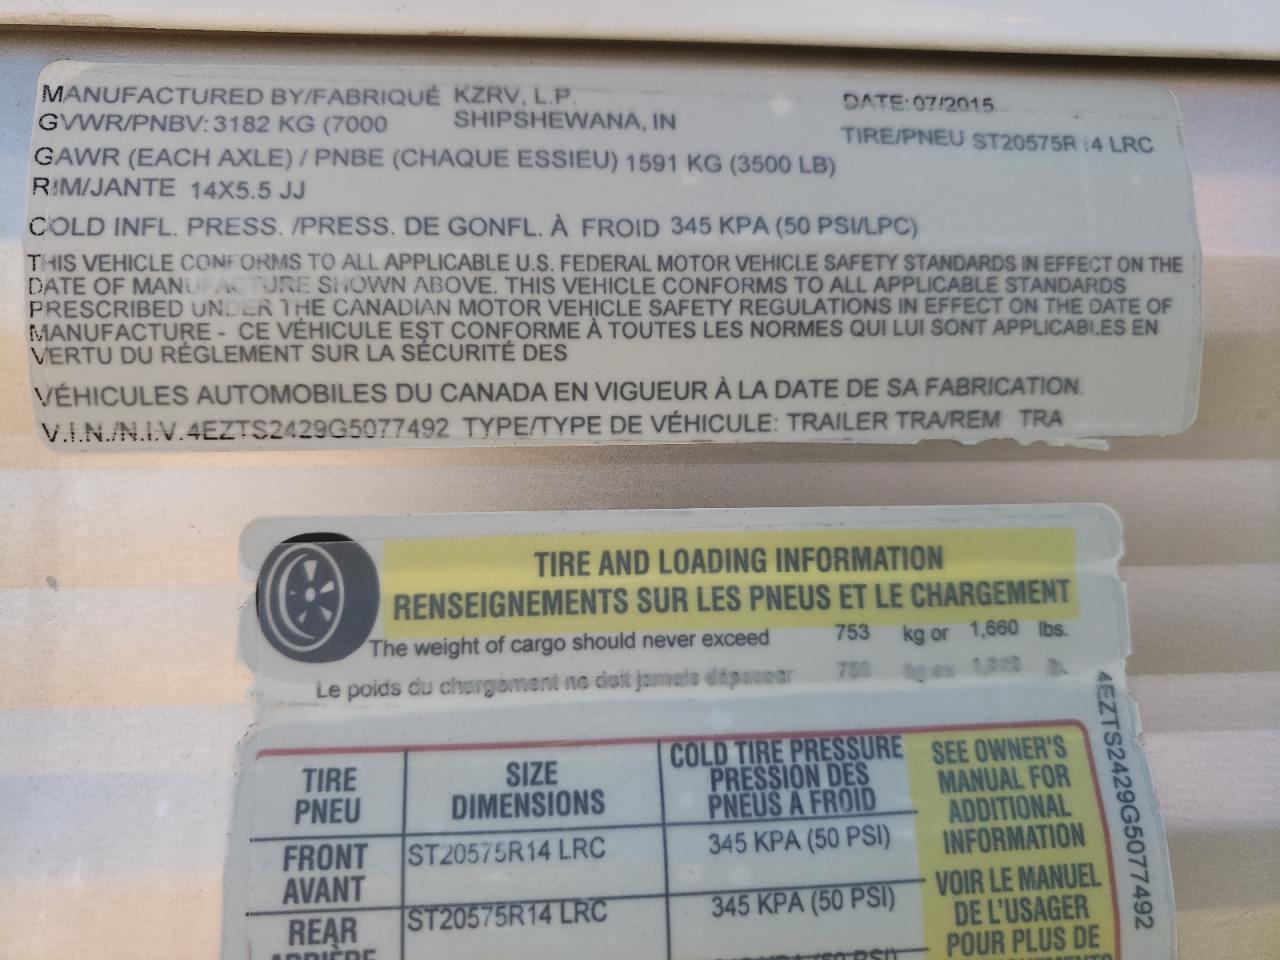 MANUFACTURED BY/FABRIQUÉ KZRV, L.P. DATE: 07/2015
GVWR/PNBV: 3182 KG (7000 SHIPSHEWANA, IN TIRE/PNEU ST20575R14 LRC
GAWR (EACH AXLE) / PNBE (CHAQUE ESSIEU) 1591 KG (3500 LB)
RIM/JANTE 14X5.5 JJ
COLD INFL. PRESS. /PRESS. DE GONFL. À FROID 345 KPA (50 PSI/LPC)
THIS VEHICLE CONFORMS TO ALL APPLICABLE U.S. FEDERAL MOTOR VEHICLE SAFETY STANDARDS IN EFFECT ON THE
DATE OF MANUFACTURE SHOWN ABOVE. THIS VEHICLE CONFORMS TO ALL APPLICABLE STANDARDS
PRESCRIBED UNDER THE CANADIAN MOTOR VEHICLE SAFETY REGULATIONS IN EFFECT ON THE DATE OF
MANUFACTURE - CE VÉHICULE EST CONFORME À TOUTES LES NORMES QUI LUI SONT APPLICABLES EN
VERTU DU RÉGLEMENT SUR LA SÉCURITÉ DES
VÉHICULES AUTOMOBILES DU CANADA EN VIGUEUR À LA DATE DE SA FABRICATION.
V.I.N./N.I.V. 4EZTS2429G5077492 TYPE/TYPE DE VÉHICULE: TRAILER TRA/REM TRA
TIRE AND LOADING INFORMATION
RENSEIGNEMENTS SUR LES PNEUS ET LE CHARGEMENT
The weight of cargo should never exceed 753 kg or 1,660 lbs.
Le poids du chargement ne doit jamais dépasser
4EZTS2429G5077492
TIRE
PNEU
SIZE
DIMENSIONS
COLD TIRE PRESSURE
PRESSION DES
PNEUS A FROID
SEE OWNER'S
MANUAL FOR
ADDITIONAL
INFORMATION
VOIR LE MANUEL
DE L'USAGER
POUR PLUS DE
FRONT
AVANT
ST20575R14 LRC
345 KPA (50 PSI)
REAR
ARRIÈRE
ST20575R14 LRC
345 KPA (50 PSI)